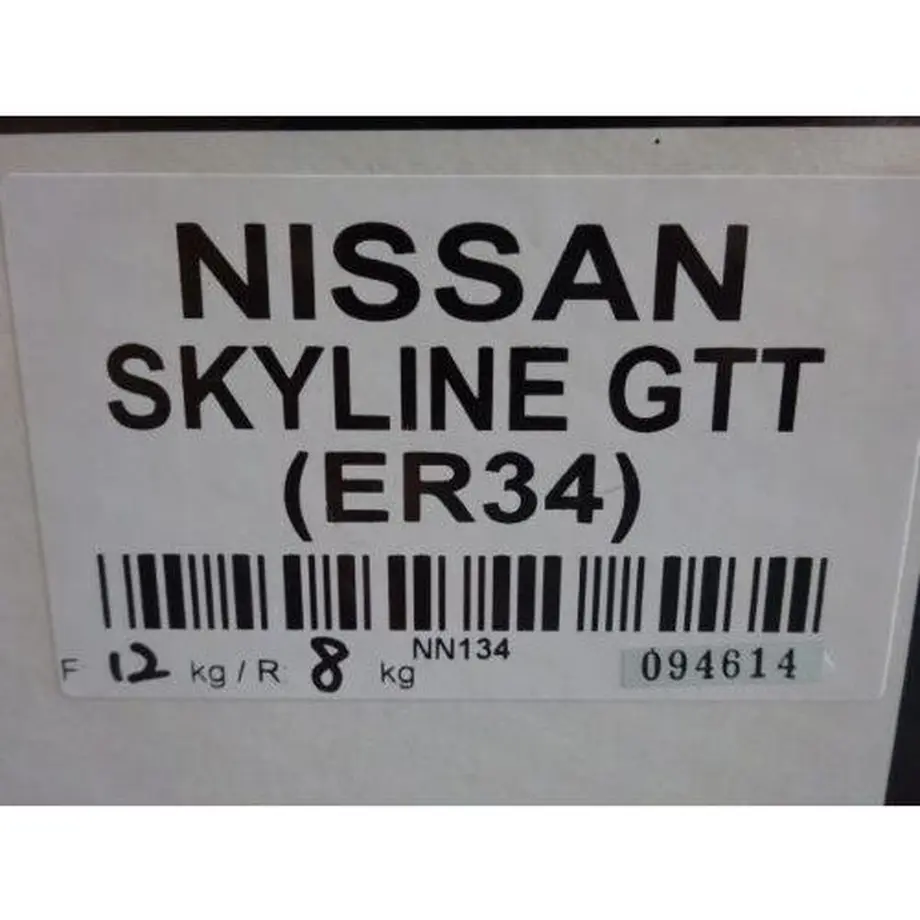 NISSAN
SKYLINE GTT
(ER34)
NN134
F 12 kg / R 8 kg
094614